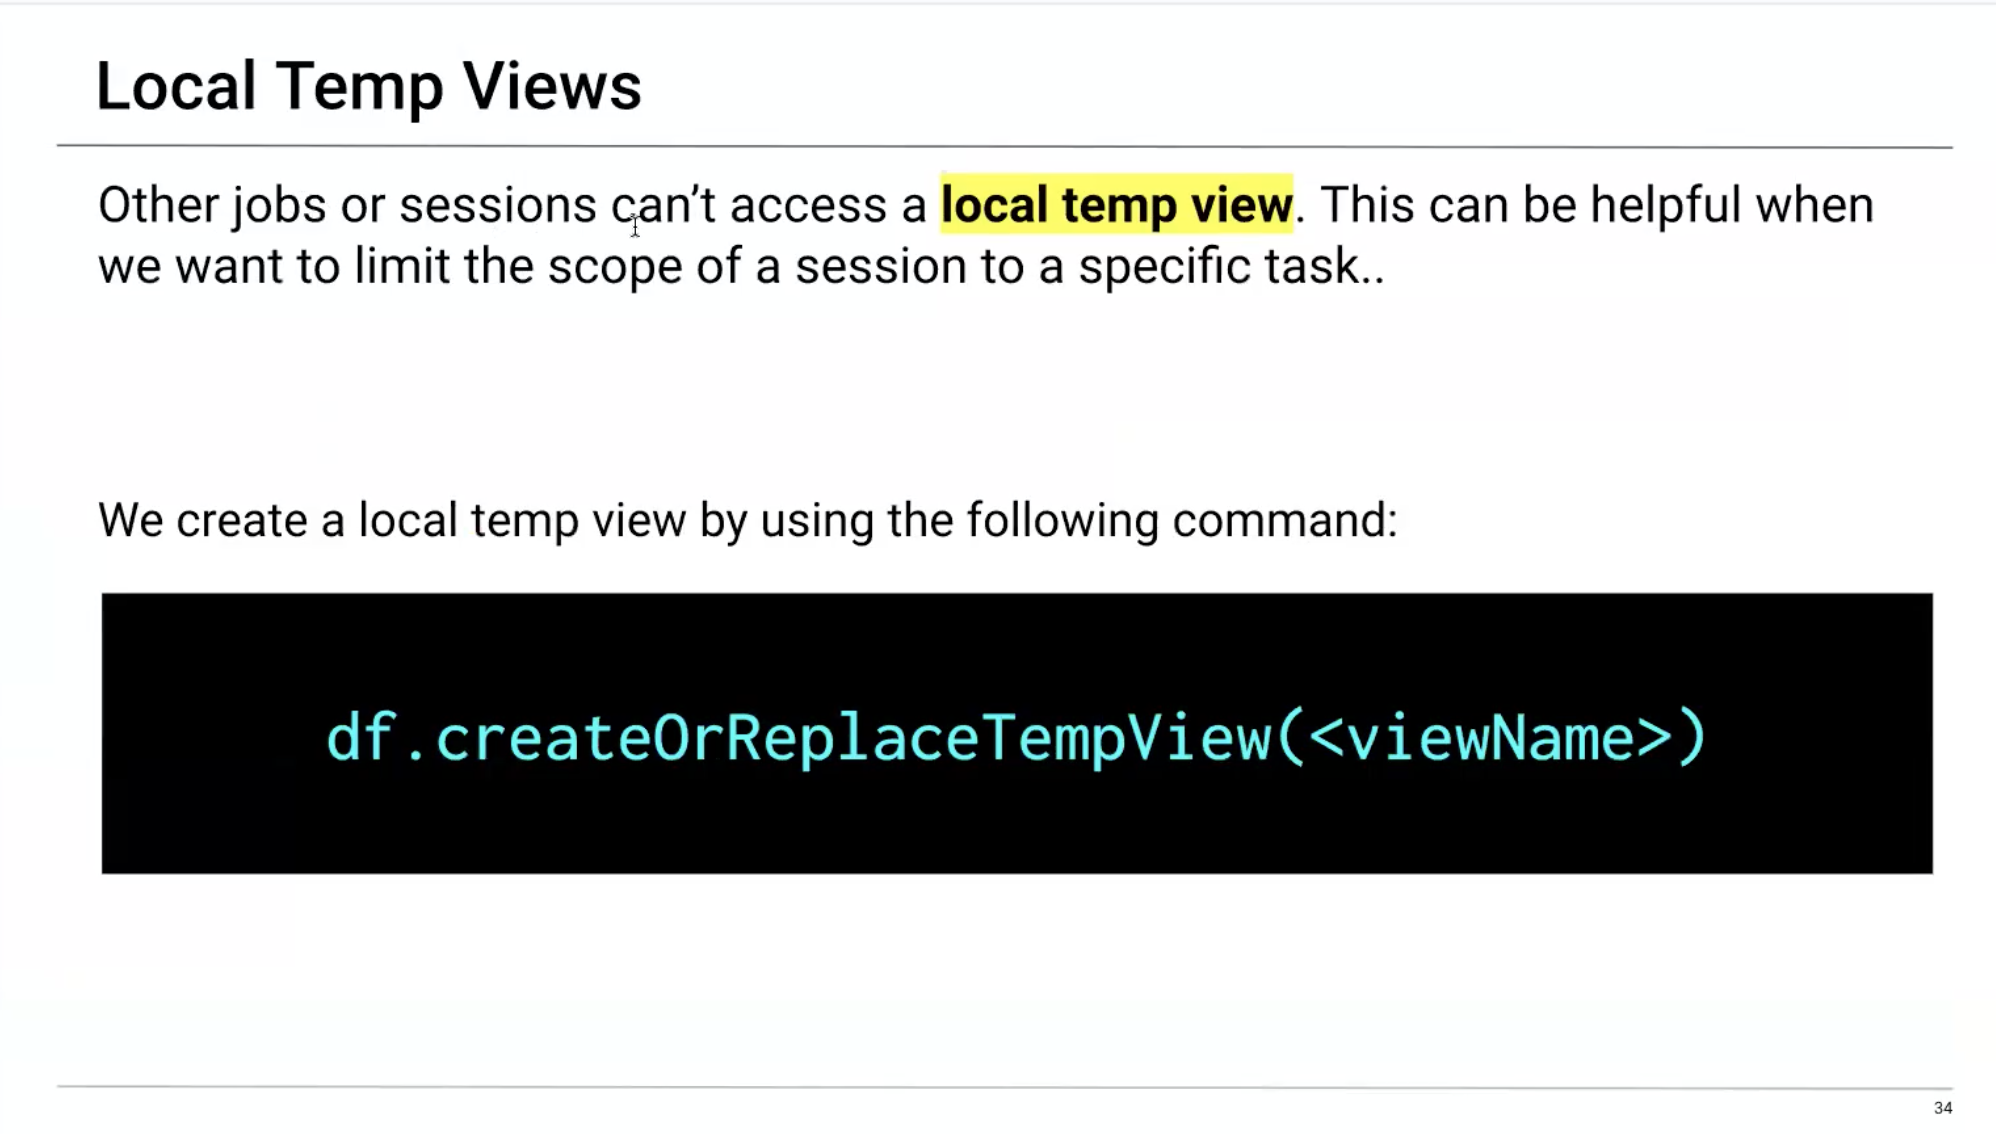 Local Temp Views
Other jobs or sessions can’t access a local temp view. This can be helpful when
we want to limit the scope of a session to a specific task..
We create a local temp view by using the following command:
df.createOrReplaceTempView(<viewName>)
34